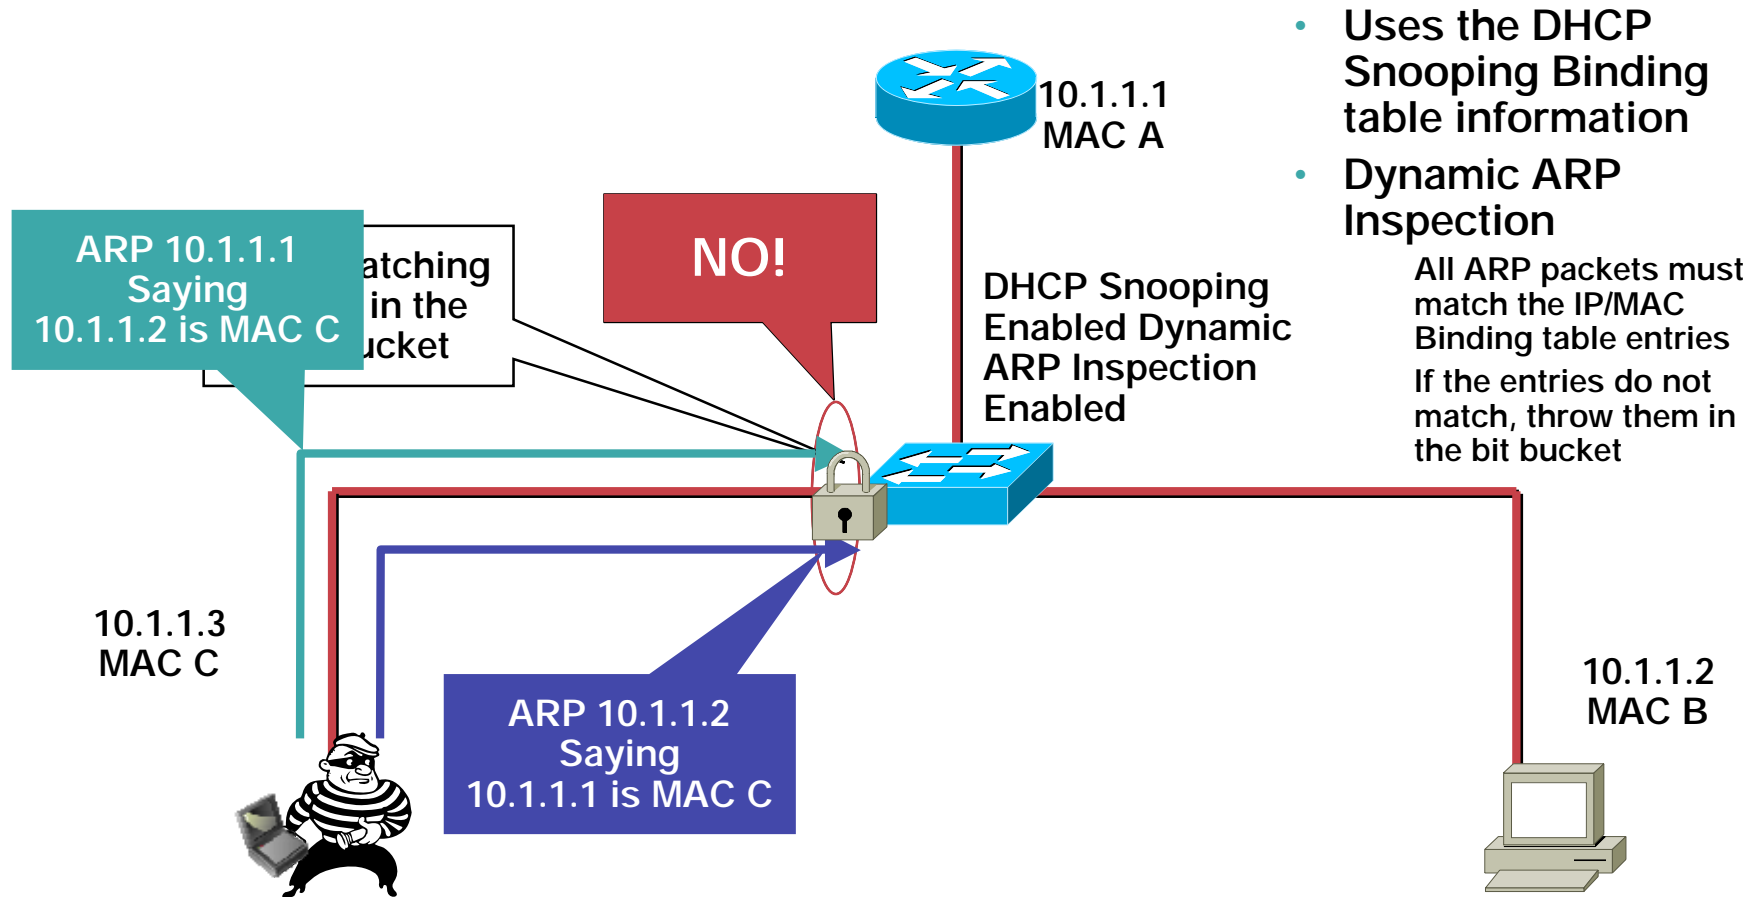 Uses the DHCP
Snooping Binding
table information
Dynamic ARP
Inspection
All ARP packets must
match the IP/MAC
Binding table entries
If the entries do not
match, throw them in
the bit bucket
10.1.1.1
MAC A
NO!
ARP 10.1.1.1
Saying
10.1.1.2 is MAC C
in the
DHCP Snooping
Enabled Dynamic
ARP Inspection
Enabled
10.1.1.3
MAC C
ARP 10.1.1.2
Saying
10.1.1.1 is MAC C
10.1.1.2
MAC B